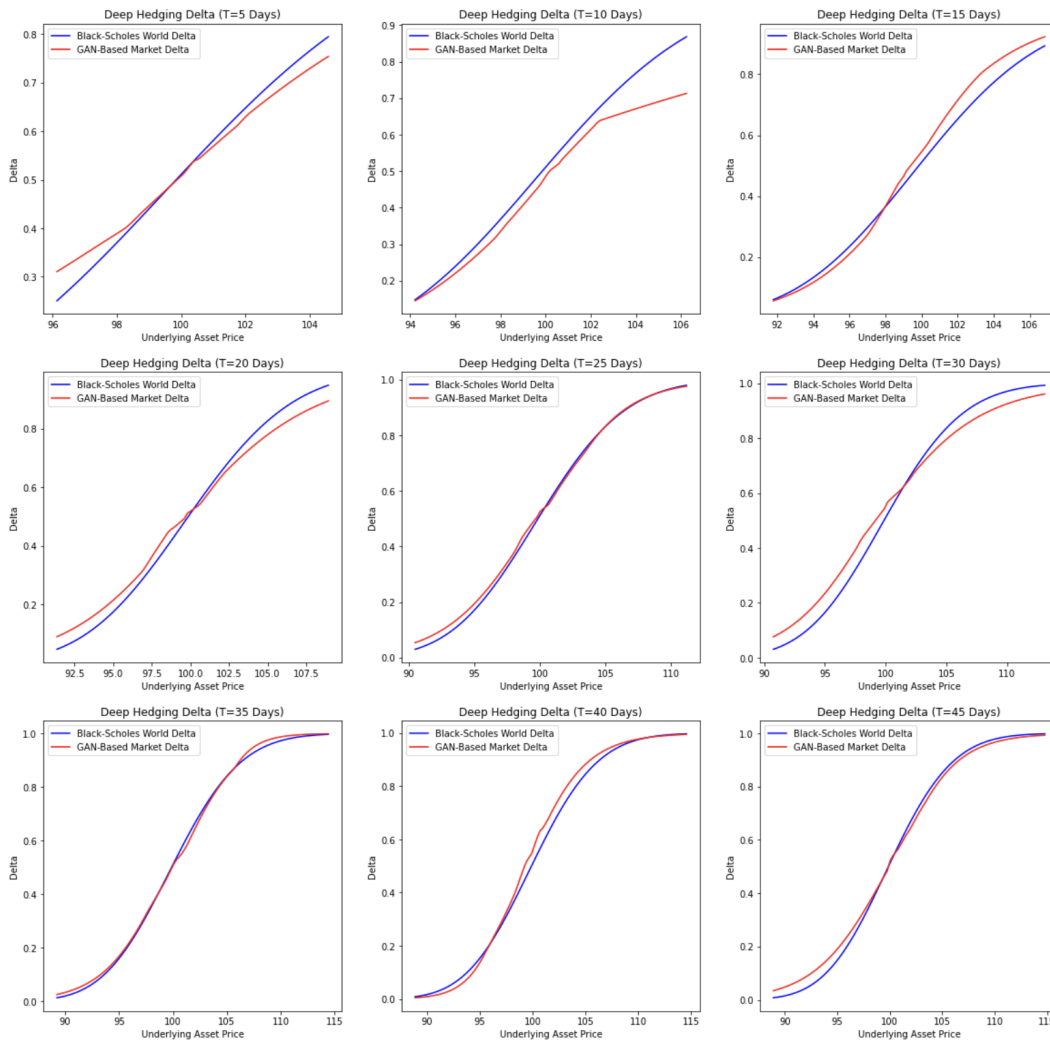 Deep Hedging Delta (T=5 Days)
Black-Scholes World Delta
GAN-Based Market Delta
0.8
0.7
0.6
0.5
0.4
0.3
Delta
96 98 100 102 104
Underlying Asset Price
Deep Hedging Delta (T=10 Days)
Black-Scholes World Delta
GAN-Based Market Delta
0.9
0.8
0.7
0.6
0.5
0.4
0.3
0.2
Delta
94 96 98 100 102 104 106
Underlying Asset Price
Deep Hedging Delta (T=15 Days)
Black-Scholes World Delta
GAN-Based Market Delta
0.8
0.6
0.4
0.2
Delta
92 94 96 98 100 102 104 106
Underlying Asset Price
Deep Hedging Delta (T=20 Days)
Black-Scholes World Delta
GAN-Based Market Delta
0.8
0.6
0.4
0.2
Delta
92.5 95.0 97.5 100.0 102.5 105.0 107.5
Underlying Asset Price
Deep Hedging Delta (T=25 Days)
Black-Scholes World Delta
GAN-Based Market Delta
1.0
0.8
0.6
0.4
0.2
0.0
Delta
95 100 105 110
Underlying Asset Price
Deep Hedging Delta (T=30 Days)
Black-Scholes World Delta
GAN-Based Market Delta
1.0
0.8
0.6
0.4
0.2
0.0
Delta
90 95 100 105 110
Underlying Asset Price
Deep Hedging Delta (T=35 Days)
Black-Scholes World Delta
GAN-Based Market Delta
1.0
0.8
0.6
0.4
0.2
0.0
Delta
90 95 100 105 110 115
Underlying Asset Price
Deep Hedging Delta (T=40 Days)
Black-Scholes World Delta
GAN-Based Market Delta
1.0
0.8
0.6
0.4
0.2
0.0
Delta
90 95 100 105 110 115
Underlying Asset Price
Deep Hedging Delta (T=45 Days)
Black-Scholes World Delta
GAN-Based Market Delta
1.0
0.8
0.6
0.4
0.2
0.0
Delta
90 95 100 105 110
Underlying Asset Price